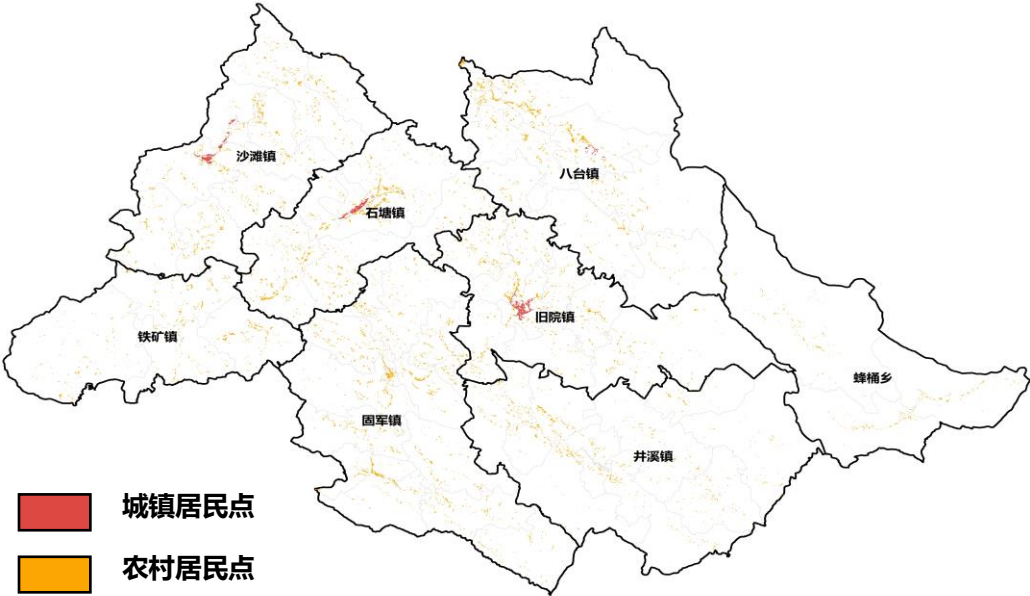 沙滩镇
八台镇
石塘镇
旧院镇
铁矿镇
蜂桶乡
固军镇
井溪镇
城镇居民点
农村居民点